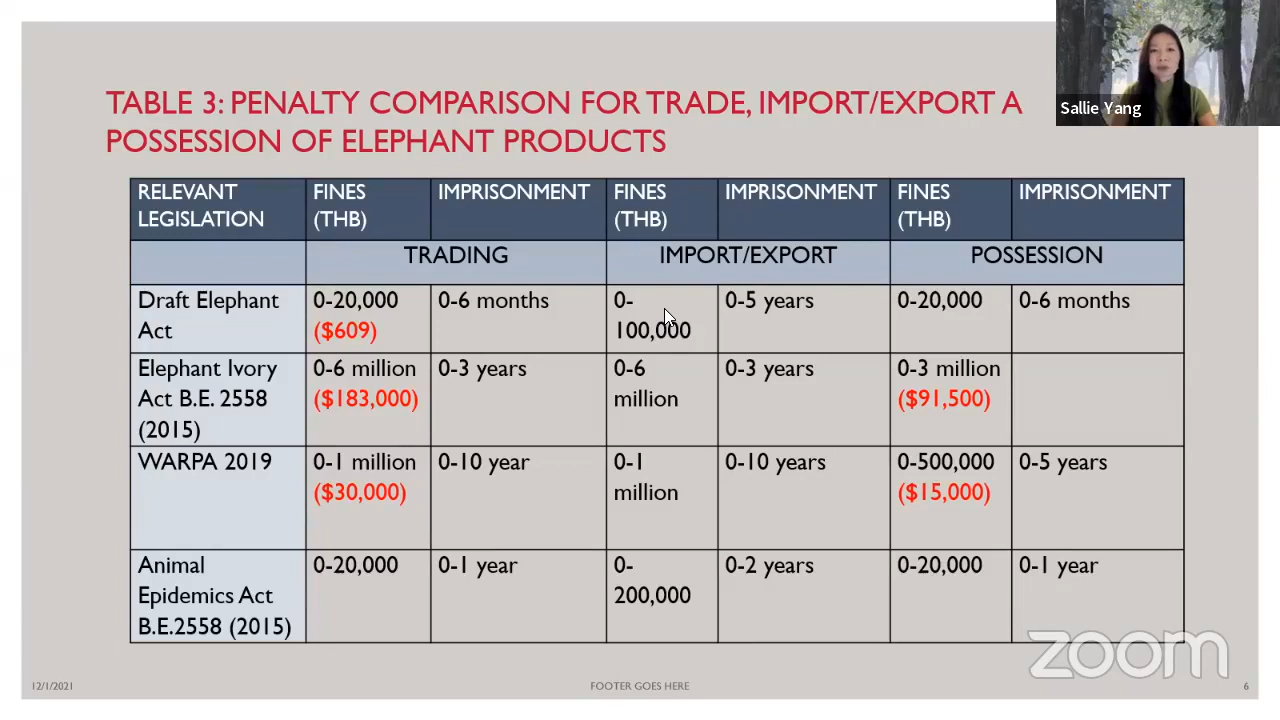 Sallie Yang
TABLE 3: PENALTY COMPARISON FOR TRADE, IMPORT/EXPORT A
POSSESSION OF ELEPHANT PRODUCTS
RELEVANT LEGISLATION FINES (THB) IMPRISONMENT FINES (THB) IMPRISONMENT FINES (THB) IMPRISONMENT
TRADING IMPORT/EXPORT POSSESSION
Draft Elephant Act 0-20,000 ($609) 0-6 months 0-100,000 0-5 years 0-20,000 0-6 months
Elephant Ivory Act B.E. 2558 (2015) 0-6 million ($183,000) 0-3 years 0-6 million 0-3 years 0-3 million ($91,500)
WARPA 2019 0-1 million ($30,000) 0-10 year 0-1 million 0-10 years 0-500,000 ($15,000) 0-5 years
Animal Epidemics Act B.E.2558 (2015) 0-20,000 0-1 year 0-200,000 0-2 years 0-20,000 0-1 year
zoom
12/1/2021 FOOTER GOES HERE 6